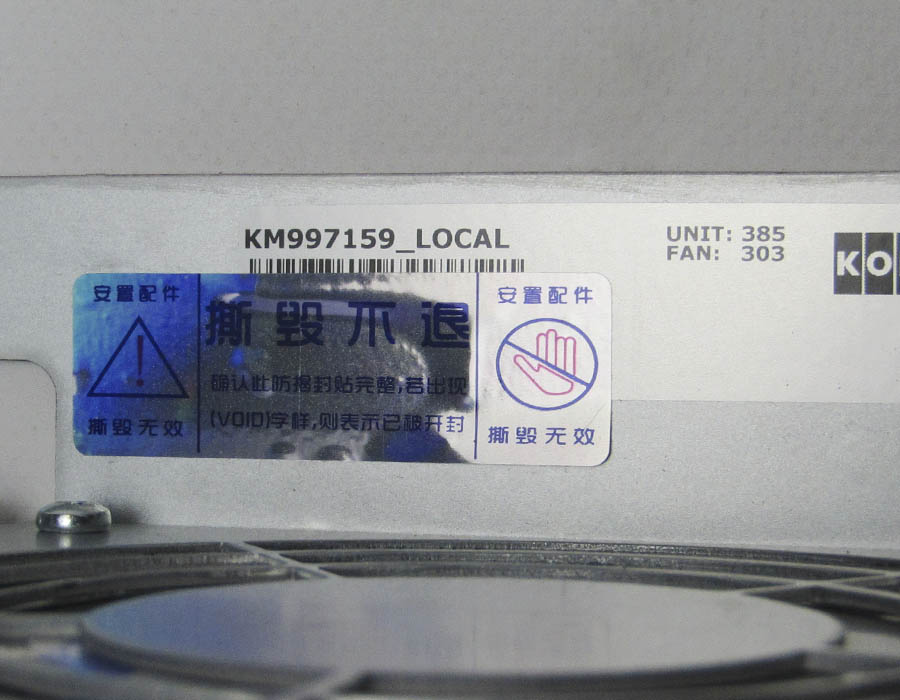 KM997159_LOCAL
UNIT: 385
FAN: 303
KO
安置配件
撕毁无效
撕毁不退
确认此防揭封贴完整,若出现
(VOID)字样,则表示已被开封
安置配件
撕毁无效